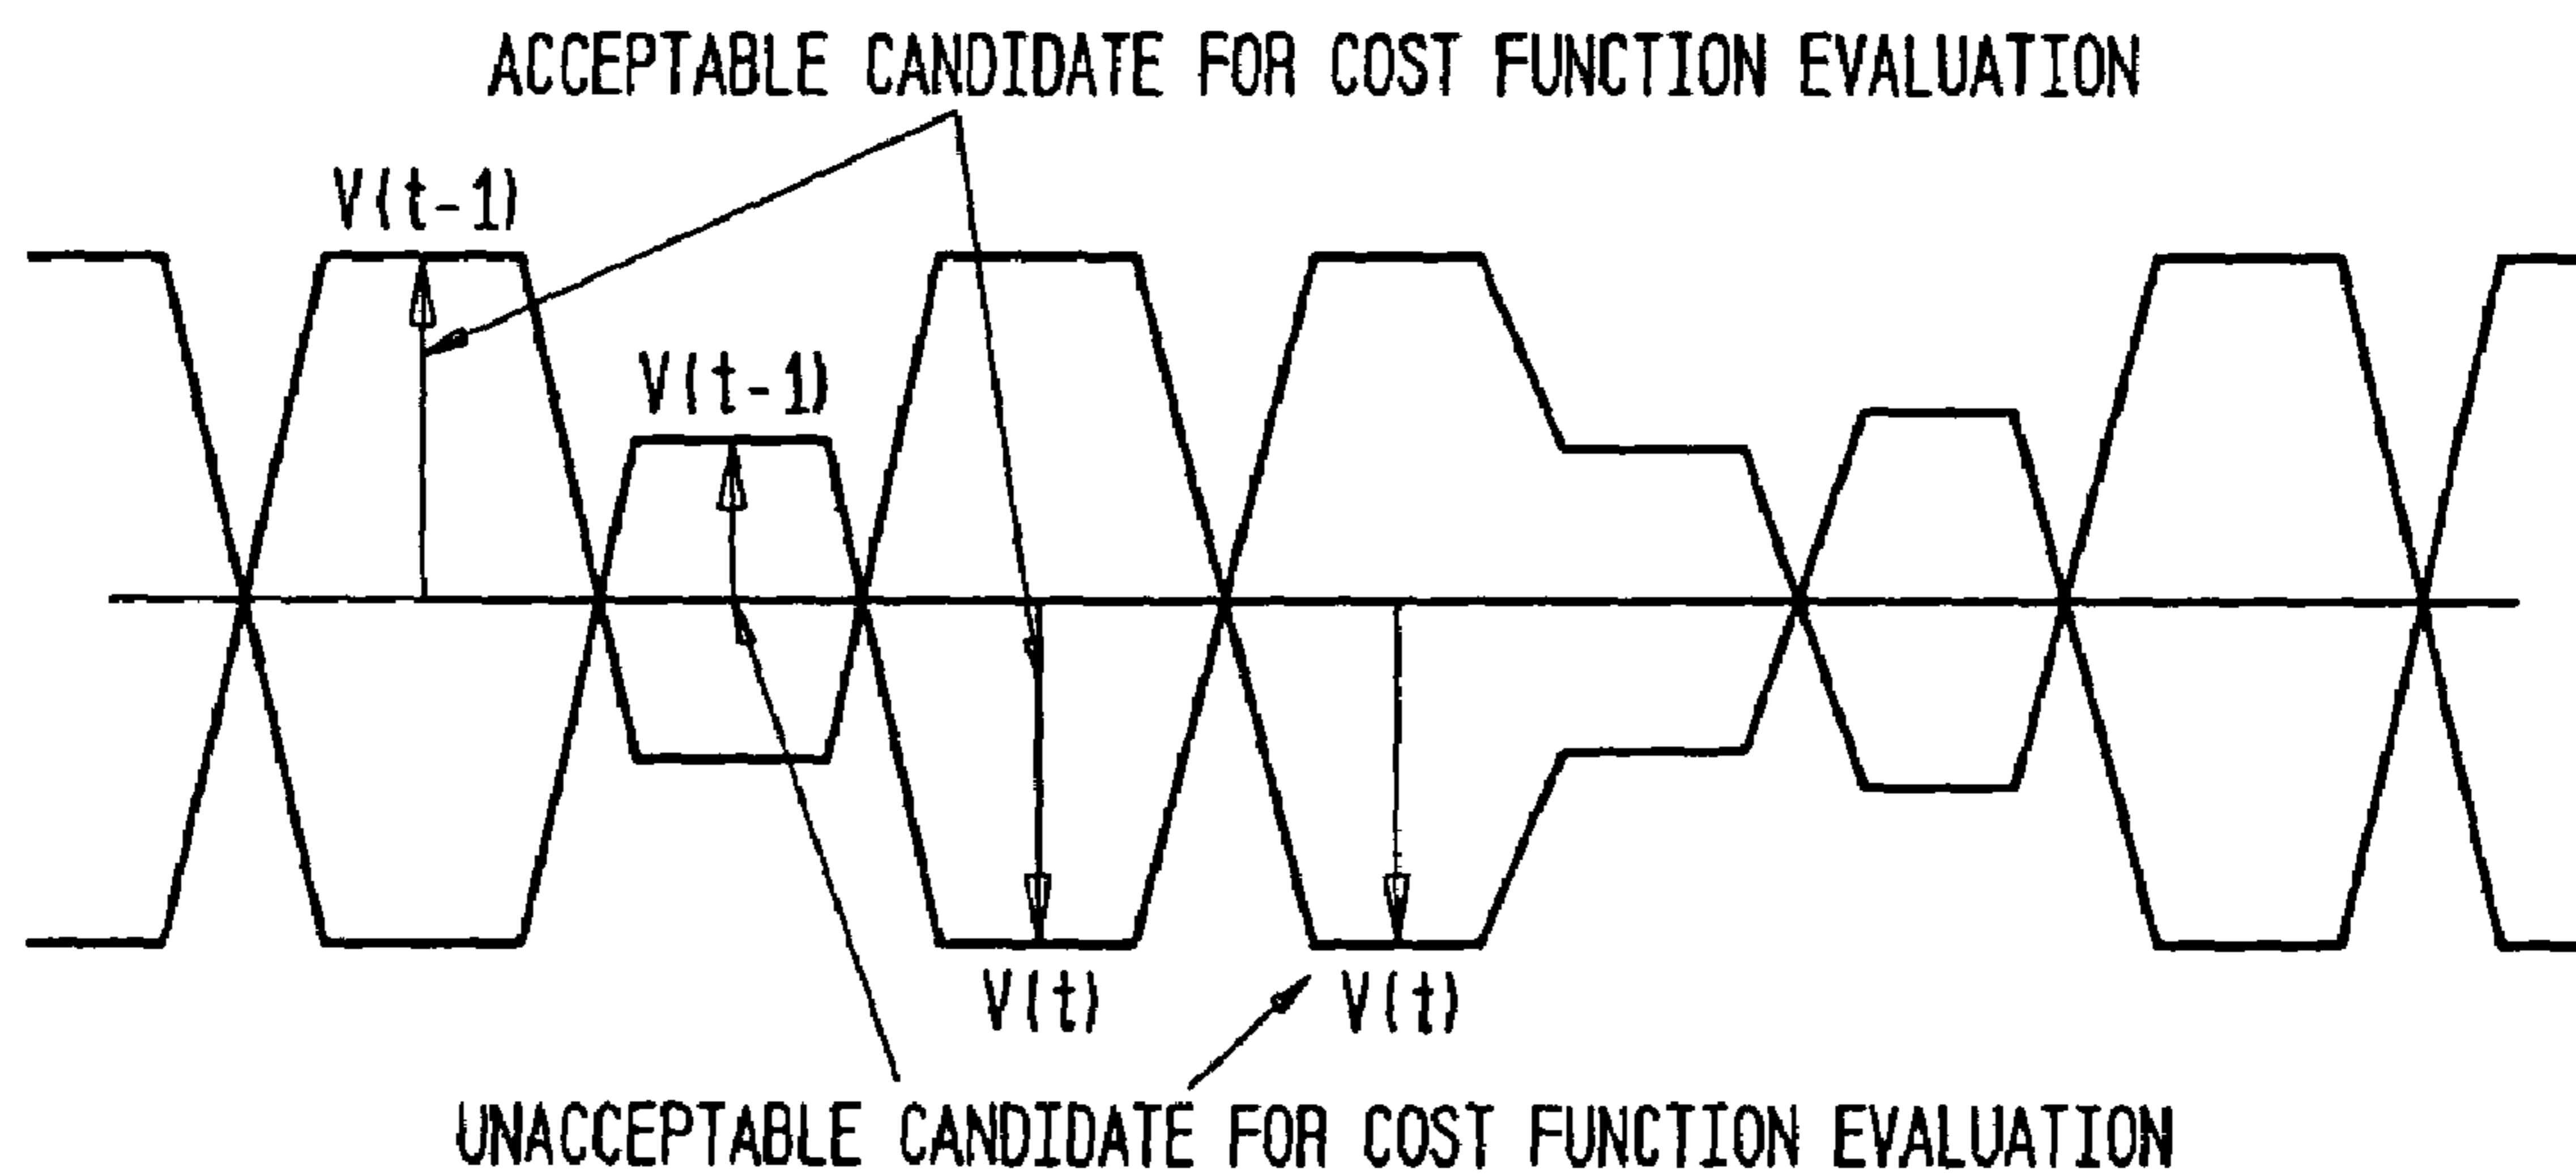 ACCEPTABLE CANDIDATE FOR COST FUNCTION EVALUATION
V(t-1)
V(t-1)
V(t)
V(t)
UNACCEPTABLE CANDIDATE FOR COST FUNCTION EVALUATION